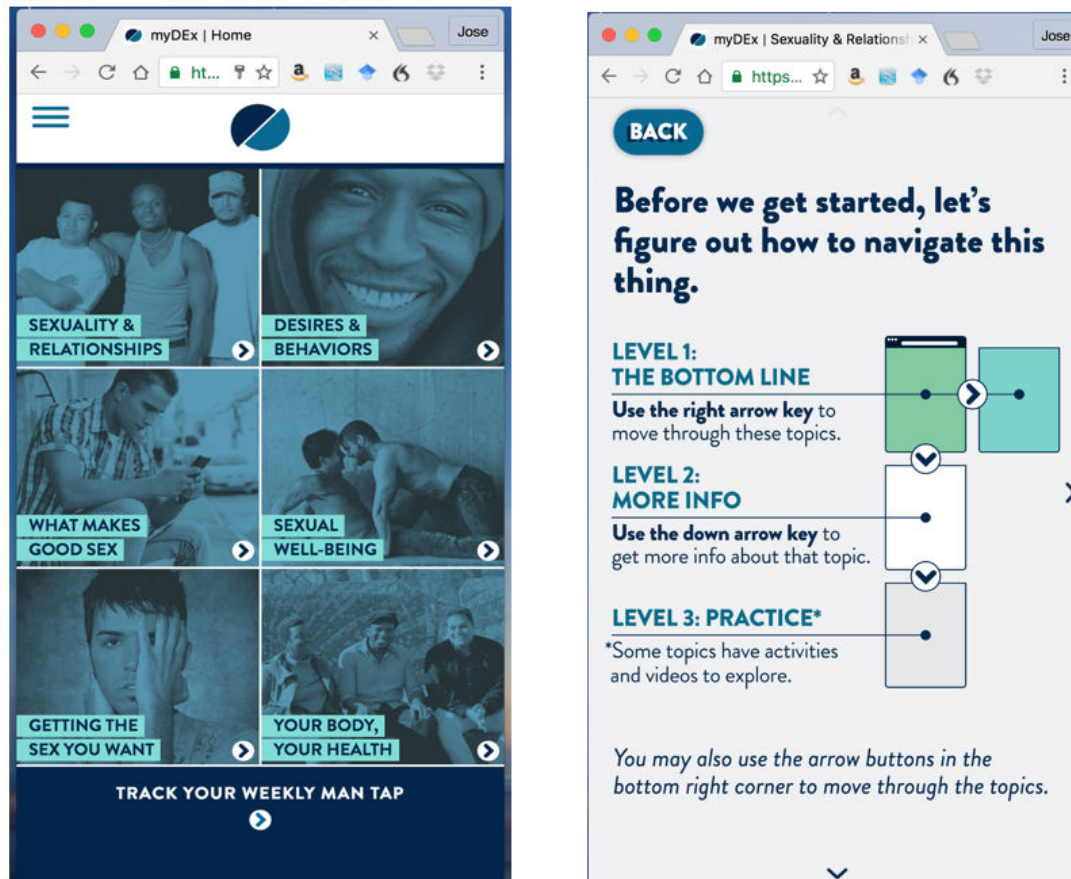 myDEx | Home
Jose
ht...
SEXUALITY &
RELATIONSHIPS
DESIRES &
BEHAVIORS
WHAT MAKES
GOOD SEX
SEXUAL
WELL-BEING
GETTING THE
SEX YOU WANT
YOUR BODY,
YOUR HEALTH
TRACK YOUR WEEKLY MAN TAP
myDEx | Sexuality & Relationsh
Jose
https...
BACK
Before we get started, let's
figure out how to navigate this
thing.
LEVEL 1:
THE BOTTOM LINE
Use the right arrow key to
move through these topics.
LEVEL 2:
MORE INFO
Use the down arrow key to
get more info about that topic.
LEVEL 3: PRACTICE*
*Some topics have activities
and videos to explore.
You may also use the arrow buttons in the
bottom right corner to move through the topics.